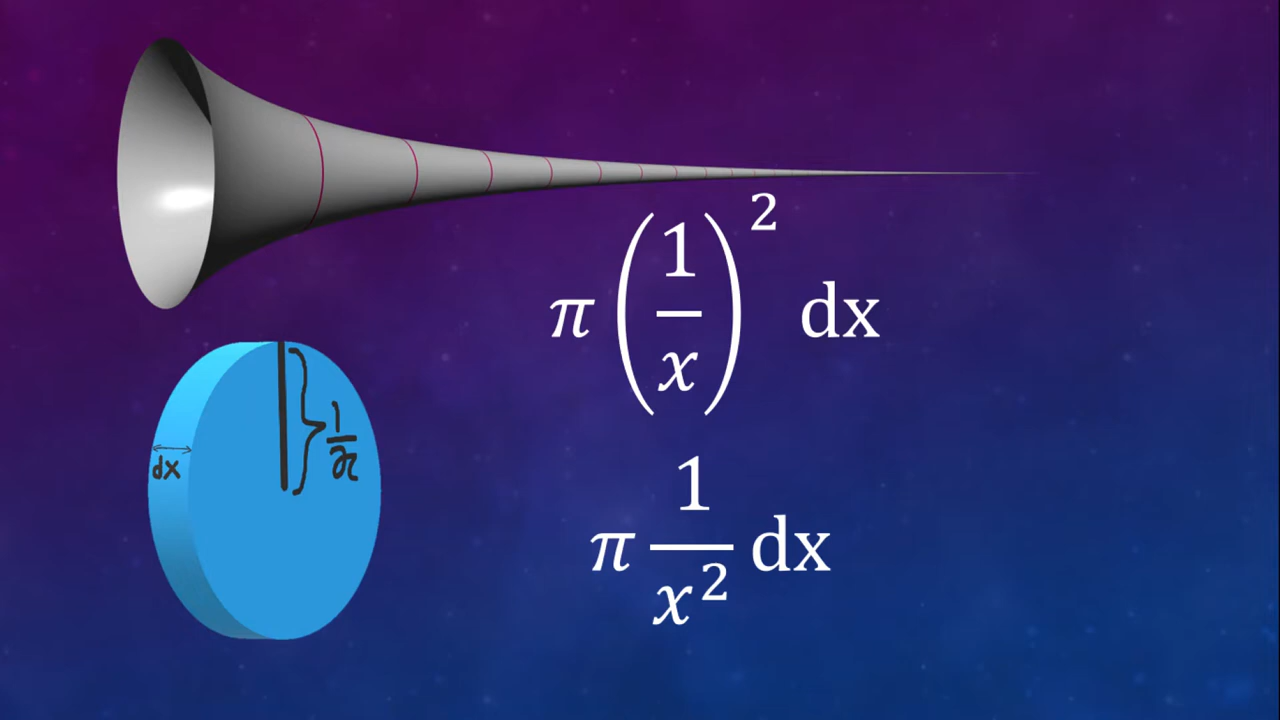 π (1/x)² dx
dx } 1/x
π 1/x² dx